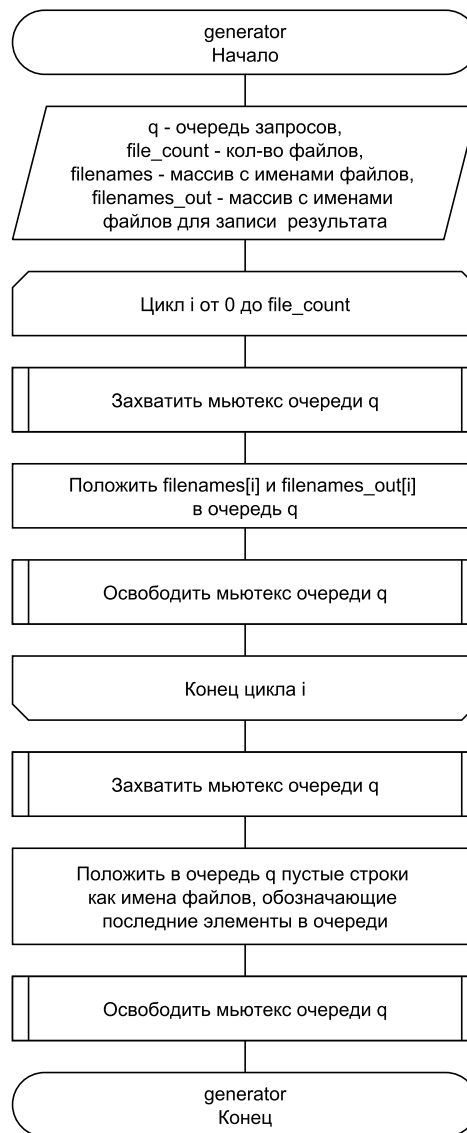 generator
Начало
q - очередь запросов,
file_count - кол-во файлов,
filenames - массив с именами файлов,
filenames_out - массив с именами
файлов для записи  результата
Цикл i от 0 до file_count
Захватить мьютекс очереди q
Положить filenames[i] и filenames_out[i]
в очередь q
Освободить мьютекс очереди q
Конец цикла i
Захватить мьютекс очереди q
Положить в очередь q пустые строки
как имена файлов, обозначающие
последние элементы в очереди
Освободить мьютекс очереди q
generator
Конец